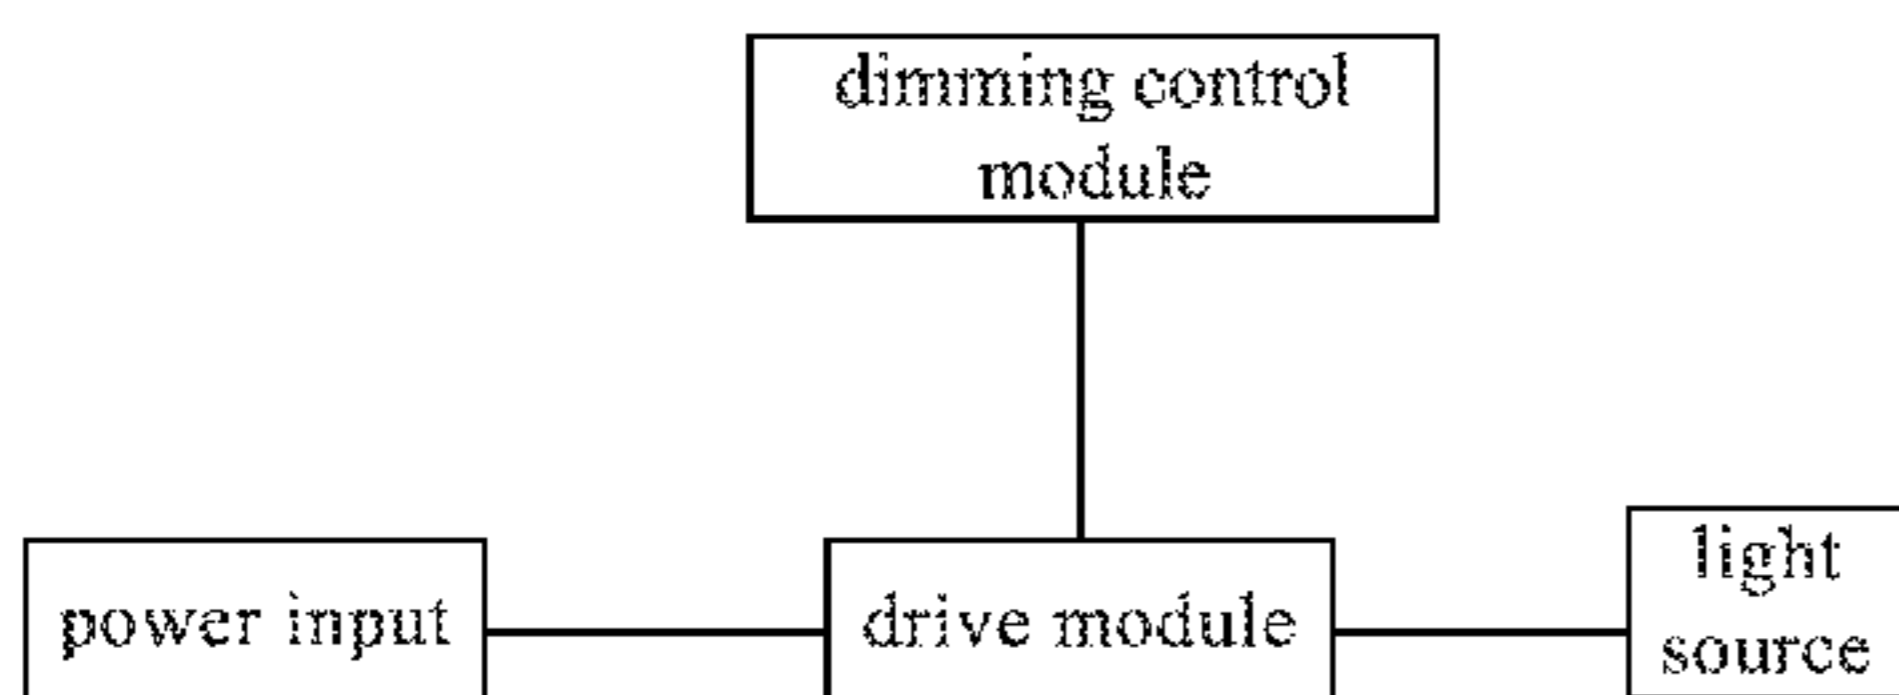 dimming control
module
power input
drive module
light
source